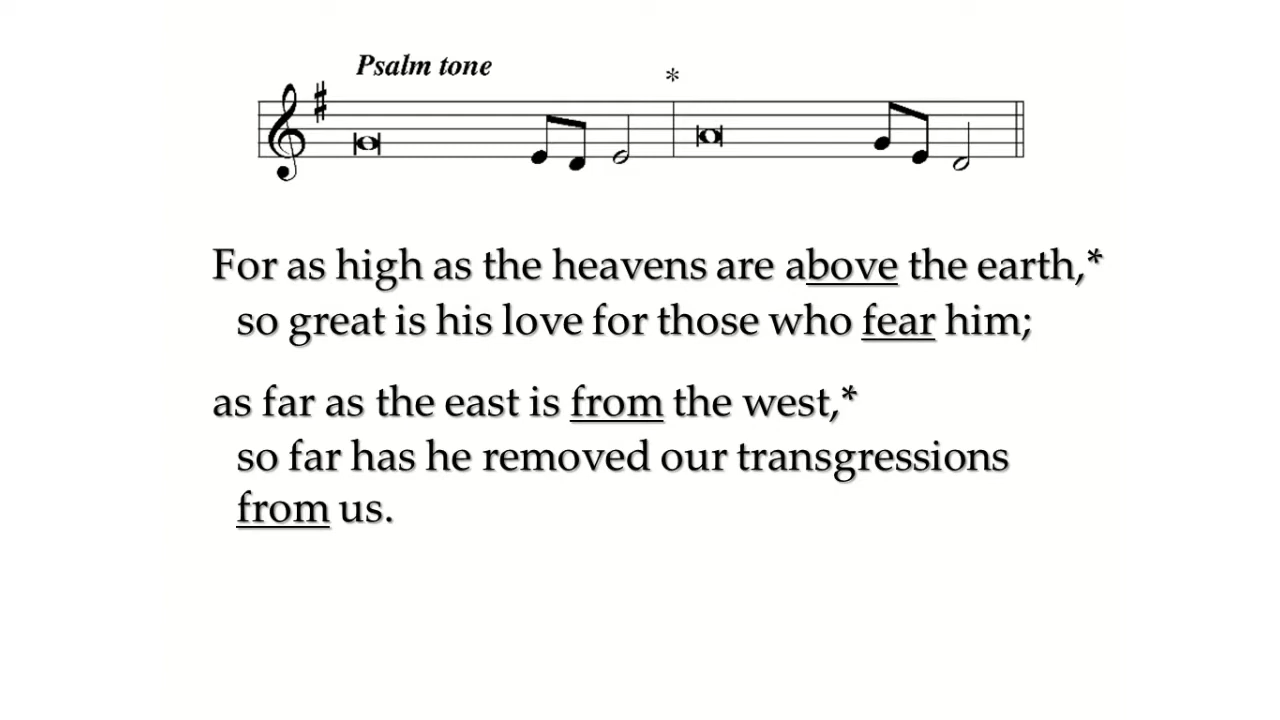 Psalm tone
*
For as high as the heavens are above the earth,*
so great is his love for those who fear him;
as far as the east is from the west,*
so far has he removed our transgressions
from us.